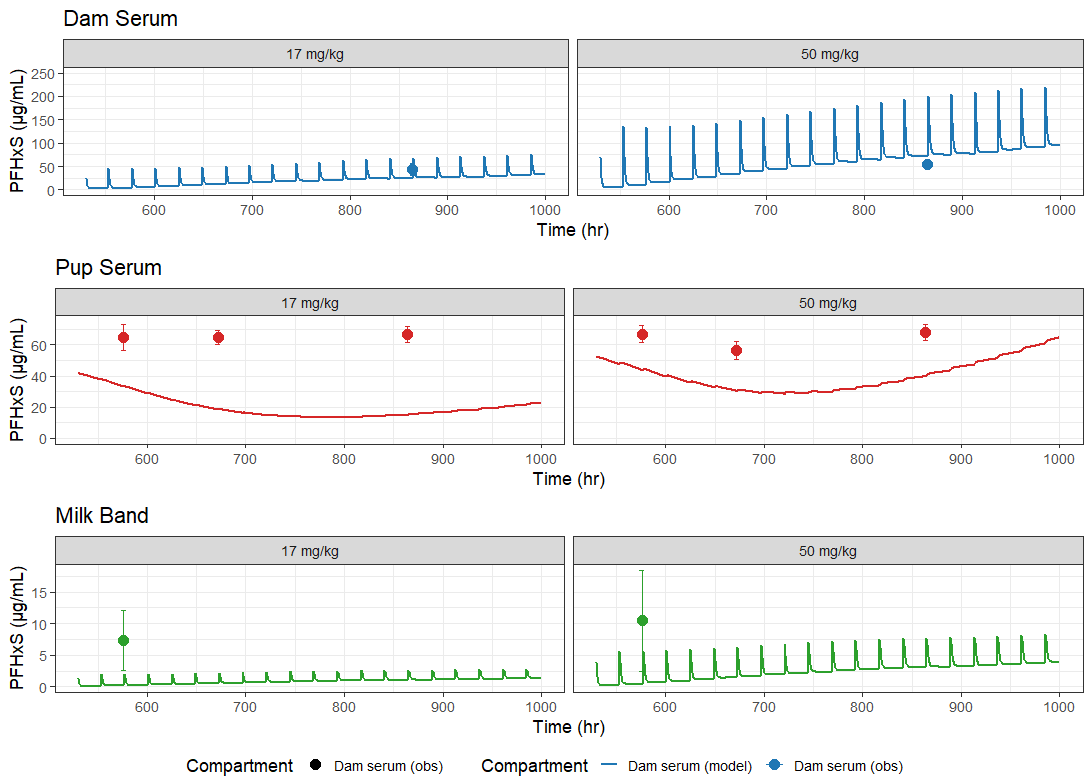 Dam Serum
17 mg/kg 50 mg/kg
PFHxS (µg/mL)
250
200
150
100
50
0
600 700 800 900 1000 600 700 800 900 1000
Time (hr)
Pup Serum
17 mg/kg 50 mg/kg
PFHxS (µg/mL)
60
40
20
0
600 700 800 900 1000 600 700 800 900 1000
Time (hr)
Milk Band
17 mg/kg 50 mg/kg
PFHxS (µg/mL)
15
10
5
0
600 700 800 900 1000 600 700 800 900 1000
Time (hr)
Compartment Dam serum (obs) Compartment Dam serum (model) Dam serum (obs)